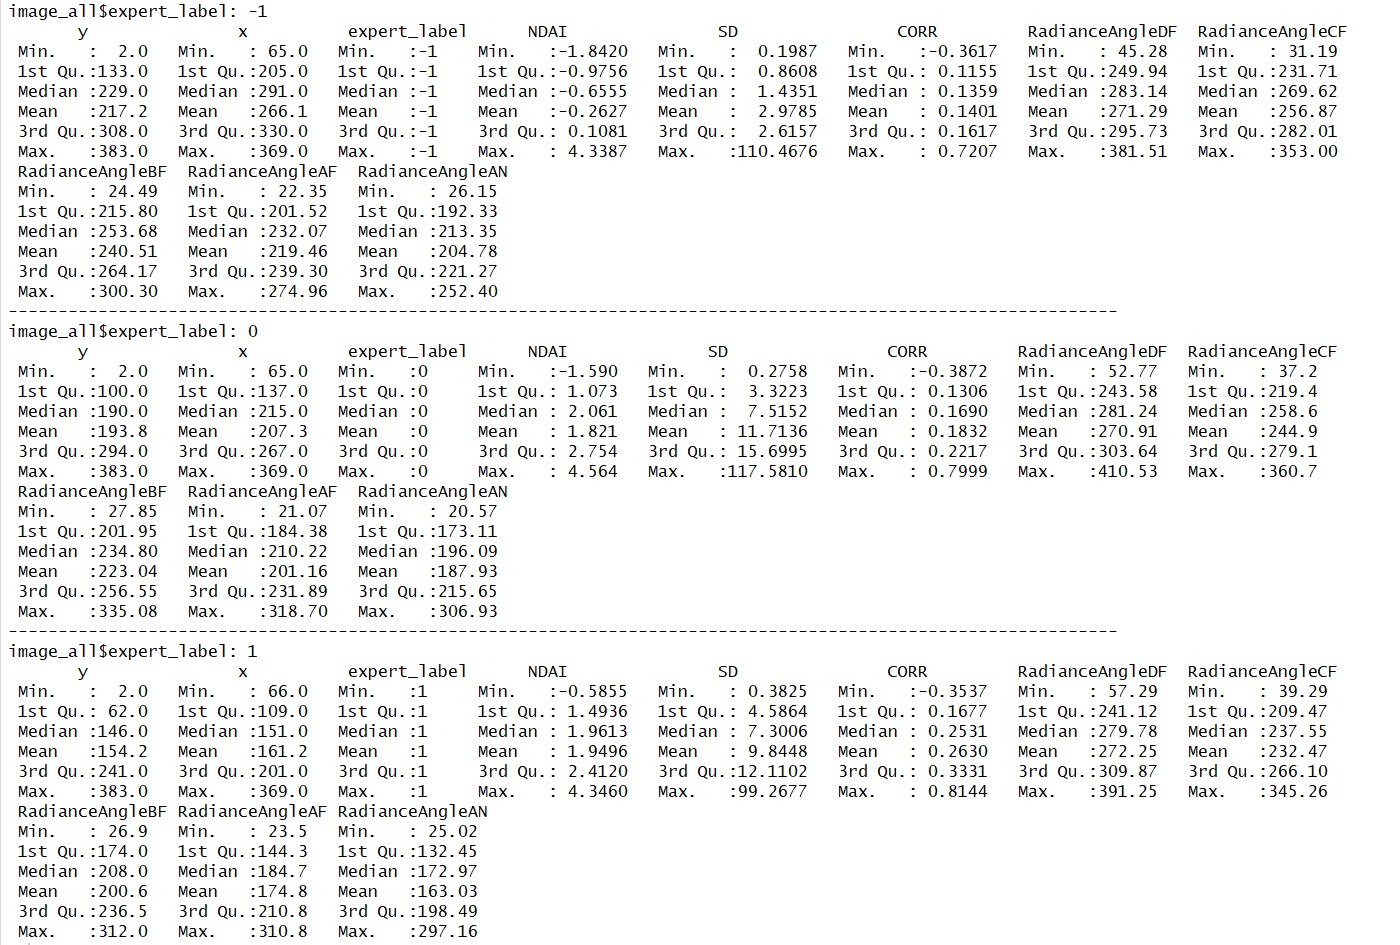 image_all$expert_label: -1
       y                x          expert_label      NDAI               SD                CORR         RadianceAngleDF  RadianceAngleCF
 Min.   :  2.0   Min.   : 65.0   Min.   :-1   Min.   :-1.8420   Min.   :  0.1987   Min.   :-0.3617   Min.   : 45.28   Min.   : 31.19
 1st Qu.:133.0   1st Qu.:205.0   1st Qu.:-1   1st Qu.:-0.9756   1st Qu.:  0.8608   1st Qu.: 0.1155   1st Qu.:249.94   1st Qu.:231.71
 Median :229.0   Median :291.0   Median :-1   Median :-0.6555   Median :  1.4351   Median : 0.1359   Median :283.14   Median :269.62
 Mean   :217.2   Mean   :266.1   Mean   :-1   Mean   :-0.2627   Mean   :  2.9785   Mean   : 0.1401   Mean   :271.29   Mean   :256.87
 3rd Qu.:308.0   3rd Qu.:330.0   3rd Qu.:-1   3rd Qu.: 0.1081   3rd Qu.:  2.6157   3rd Qu.: 0.1617   3rd Qu.:295.73   3rd Qu.:282.01
 Max.   :383.0   Max.   :369.0   Max.   :-1   Max.   : 4.3387   Max.   :110.4676   Max.   : 0.7207   Max.   :381.51   Max.   :353.00
 RadianceAngleBF  RadianceAngleAF  RadianceAngleAN
 Min.   : 24.49   Min.   : 22.35   Min.   : 26.15
 1st Qu.:215.80   1st Qu.:201.52   1st Qu.:192.33
 Median :253.68   Median :232.07   Median :213.35
 Mean   :240.51   Mean   :219.46   Mean   :204.78
 3rd Qu.:264.17   3rd Qu.:239.30   3rd Qu.:221.27
 Max.   :300.30   Max.   :274.96   Max.   :252.40
---------------------------------------------------------------------------------------------------------------
image_all$expert_label: 0
       y                x          expert_label      NDAI              SD                CORR         RadianceAngleDF  RadianceAngleCF
 Min.   :  2.0   Min.   : 65.0   Min.   :0    Min.   :-1.590   Min.   :  0.2758   Min.   :-0.3872   Min.   : 52.77   Min.   : 37.2
 1st Qu.:100.0   1st Qu.:137.0   1st Qu.:0    1st Qu.: 1.073   1st Qu.:  3.3223   1st Qu.: 0.1306   1st Qu.:243.58   1st Qu.:219.4
 Median :190.0   Median :215.0   Median :0    Median : 2.061   Median :  7.5152   Median : 0.1690   Median :281.24   Median :258.6
 Mean   :193.8   Mean   :207.3   Mean   :0    Mean   : 1.821   Mean   : 11.7136   Mean   : 0.1832   Mean   :270.91   Mean   :244.9
 3rd Qu.:294.0   3rd Qu.:267.0   3rd Qu.:0    3rd Qu.: 2.754   3rd Qu.: 15.6995   3rd Qu.: 0.2217   3rd Qu.:303.64   3rd Qu.:279.1
 Max.   :383.0   Max.   :369.0   Max.   :0    Max.   : 4.564   Max.   :117.5810   Max.   : 0.7999   Max.   :410.53   Max.   :360.7
 RadianceAngleBF  RadianceAngleAF  RadianceAngleAN
 Min.   : 27.85   Min.   : 21.07   Min.   : 20.57
 1st Qu.:201.95   1st Qu.:184.38   1st Qu.:173.11
 Median :234.80   Median :210.22   Median :196.09
 Mean   :223.04   Mean   :201.16   Mean   :187.93
 3rd Qu.:256.55   3rd Qu.:231.89   3rd Qu.:215.65
 Max.   :335.08   Max.   :318.70   Max.   :306.93
---------------------------------------------------------------------------------------------------------------
image_all$expert_label: 1
       y                x          expert_label      NDAI               SD               CORR         RadianceAngleDF  RadianceAngleCF
 Min.   :  2.0   Min.   : 66.0   Min.   :1    Min.   :-0.5855   Min.   : 0.3825   Min.   :-0.3537   Min.   : 57.29   Min.   : 39.29
 1st Qu.: 62.0   1st Qu.:109.0   1st Qu.:1    1st Qu.: 1.4936   1st Qu.: 4.5864   1st Qu.: 0.1677   1st Qu.:241.12   1st Qu.:209.47
 Median :146.0   Median :151.0   Median :1    Median : 1.9613   Median : 7.3006   Median : 0.2531   Median :279.78   Median :237.55
 Mean   :154.2   Mean   :161.2   Mean   :1    Mean   : 1.9496   Mean   : 9.8448   Mean   : 0.2630   Mean   :272.25   Mean   :232.47
 3rd Qu.:241.0   3rd Qu.:201.0   3rd Qu.:1    3rd Qu.: 2.4120   3rd Qu.:12.1102   3rd Qu.: 0.3331   3rd Qu.:309.87   3rd Qu.:266.10
 Max.   :383.0   Max.   :369.0   Max.   :1    Max.   : 4.3460   Max.   :99.2677   Max.   : 0.8144   Max.   :391.25   Max.   :345.26
 RadianceAngleBF RadianceAngleAF RadianceAngleAN
 Min.   : 26.9   Min.   : 23.5   Min.   : 25.02
 1st Qu.:174.0   1st Qu.:144.3   1st Qu.:132.45
 Median :208.0   Median :184.7   Median :172.97
 Mean   :200.6   Mean   :174.8   Mean   :163.03
 3rd Qu.:236.5   3rd Qu.:210.8   3rd Qu.:198.49
 Max.   :312.0   Max.   :310.8   Max.   :297.16